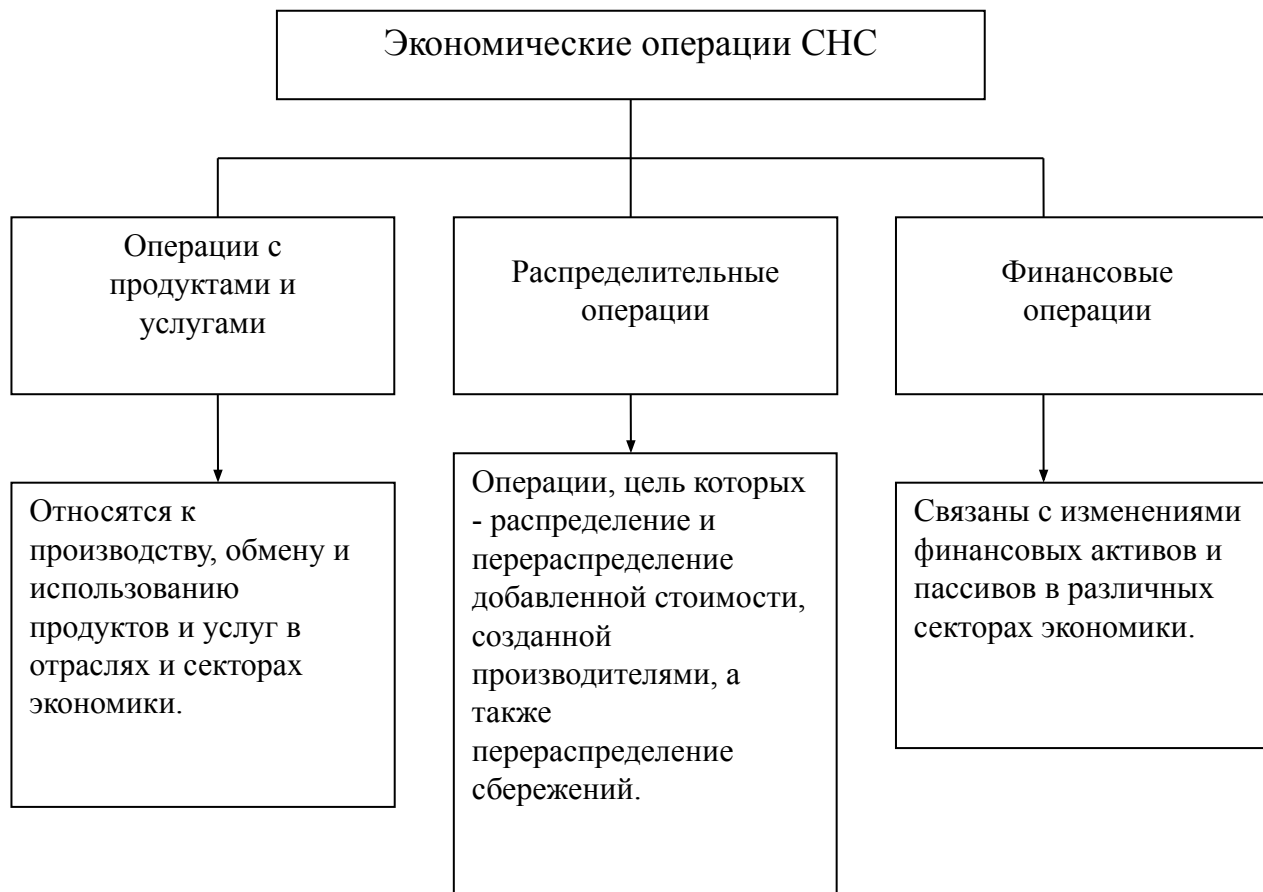 Экономические операции СНС
Операции с
продуктами и
услугами
Распределительные
операции
Финансовые
операции
Относятся к
производству, обмену и
использованию
продуктов и услуг в
отраслях и секторах
экономики.
Операции, цель которых
- распределение и
перераспределение
добавленной стоимости,
созданной
производителями, а
также
перераспределение
сбережений.
Связаны с изменениями
финансовых активов и
пассивов в различных
секторах экономики.